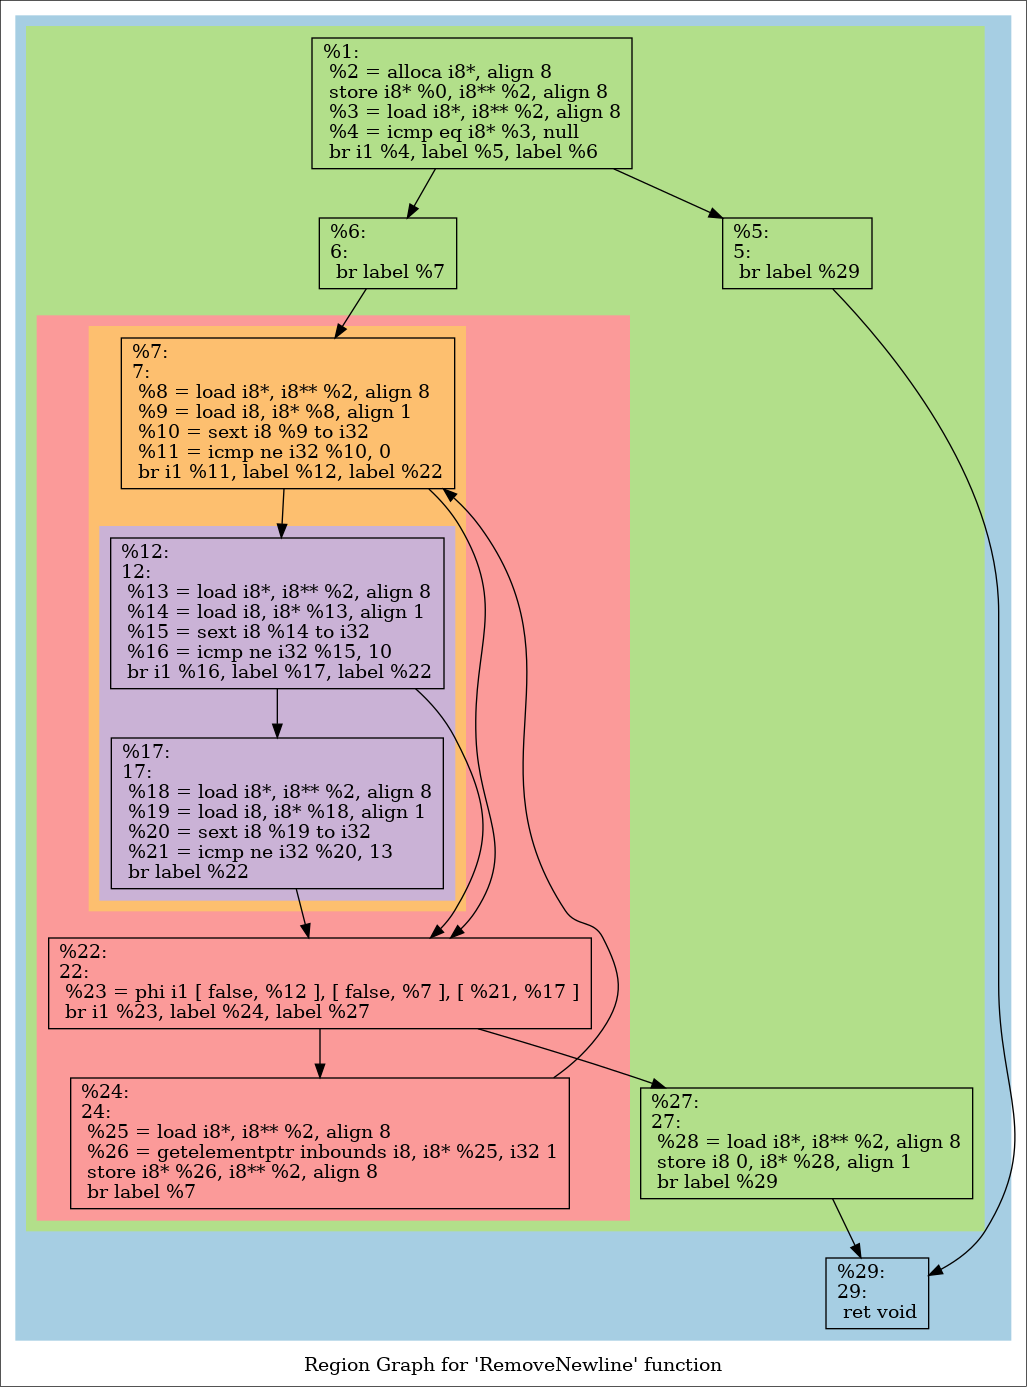 %1:
%2 = alloca i8*, align 8
store i8* %0, i8** %2, align 8
%3 = load i8*, i8** %2, align 8
%4 = icmp eq i8* %3, null
br i1 %4, label %5, label %6
%6:
6:
br label %7
%5:
5:
br label %29
%7:
7:
%8 = load i8*, i8** %2, align 8
%9 = load i8, i8* %8, align 1
%10 = sext i8 %9 to i32
%11 = icmp ne i32 %10, 0
br i1 %11, label %12, label %22
%12:
12:
%13 = load i8*, i8** %2, align 8
%14 = load i8, i8* %13, align 1
%15 = sext i8 %14 to i32
%16 = icmp ne i32 %15, 10
br i1 %16, label %17, label %22
%17:
17:
%18 = load i8*, i8** %2, align 8
%19 = load i8, i8* %18, align 1
%20 = sext i8 %19 to i32
%21 = icmp ne i32 %20, 13
br label %22
%22:
22:
%23 = phi i1 [ false, %12 ], [ false, %7 ], [ %21, %17 ]
br i1 %23, label %24, label %27
%24:
24:
%25 = load i8*, i8** %2, align 8
%26 = getelementptr inbounds i8, i8* %25, i32 1
store i8* %26, i8** %2, align 8
br label %7
%27:
27:
%28 = load i8*, i8** %2, align 8
store i8 0, i8* %28, align 1
br label %29
%29:
29:
ret void
Region Graph for 'RemoveNewline' function